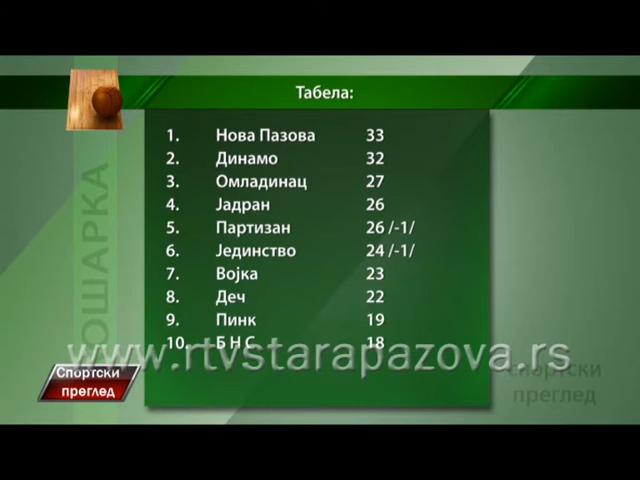 Табела:
1. Нова Пазова 33
2. Динамо 32
3. Омладинац 27
4. Јадран 26
5. Партизан 26 /-1/
6. Јединство 24 /-1/
7. Војка 23
8. Деч 22
9. Пинк 19
10. Б Н С 18
www.rtvstarapazova.rs
Спортски
преглед
спортски
преглед
ОШАРКА